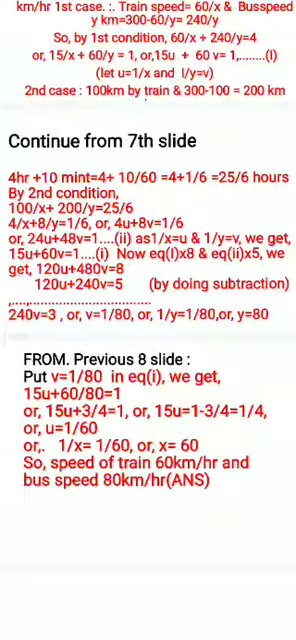 km/hr 1st case. :. Train speed= 60/x & Busspeed
y km=300-60/y= 240/y
So, by 1st condition, 60/x + 240/y=4
or, 15/x + 60/y = 1, or,15u + 60 v= 1,........(I)
(let u=1/x and I/y=v)
2nd case : 100km by train & 300-100 = 200 km
Continue from 7th slide
4hr +10 mint=4+ 10/60 =4+1/6 =25/6 hours
By 2nd condition,
100/x+ 200/y=25/6
4/x+8/y=1/6, or, 4u+8v=1/6
or, 24u+48v=1....(ii) as1/x=u & 1/y=v, we get,
15u+60v=1....(i) Now eq(I)x8 & eq(ii)x5, we
get, 120u+480v=8
120u+240v=5 (by doing subtraction)
240v=3 , or, v=1/80, or, 1/y=1/80,or, y=80
FROM. Previous 8 slide :
Put v=1/80 in eq(i), we get,
15u+60/80=1
or, 15u+3/4=1, or, 15u=1-3/4=1/4,
or, u=1/60
or,. 1/x= 1/60, or, x= 60
So, speed of train 60km/hr and
bus speed 80km/hr(ANS)